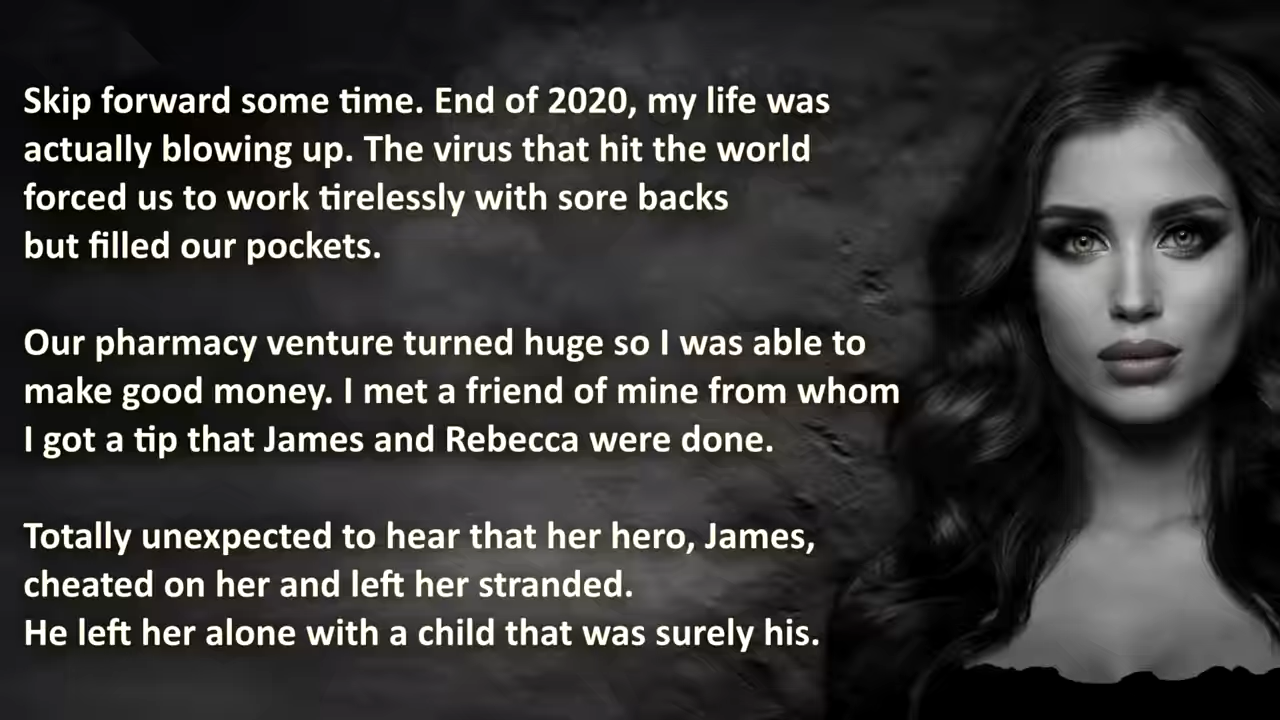 Skip forward some time. End of 2020, my life was
actually blowing up. The virus that hit the world
forced us to work tirelessly with sore backs
but filled our pockets.
Our pharmacy venture turned huge so I was able to
make good money. I met a friend of mine from whom
I got a tip that James and Rebecca were done.
Totally unexpected to hear that her hero, James,
cheated on her and left her stranded.
He left her alone with a child that was surely his.